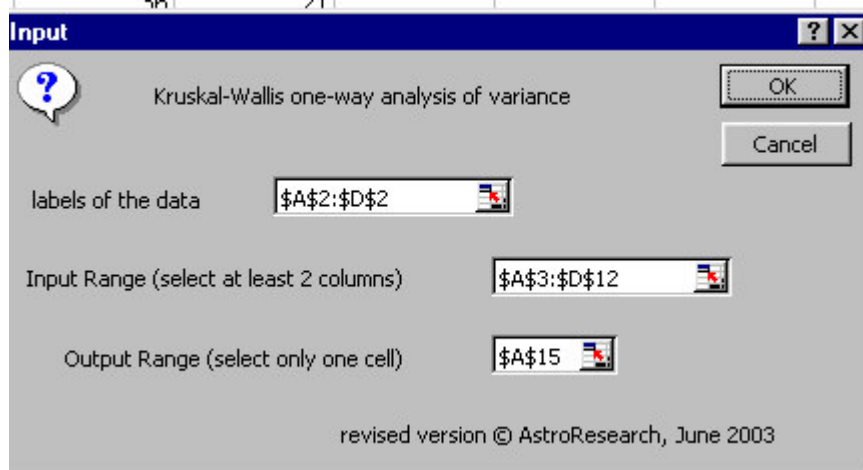 Input
Kruskal-Wallis one-way analysis of variance
OK
Cancel
labels of the data $A$2:$D$2
Input Range (select at least 2 columns) $A$3:$D$12
Output Range (select only one cell) $A$15
revised version © AstroResearch, June 2003